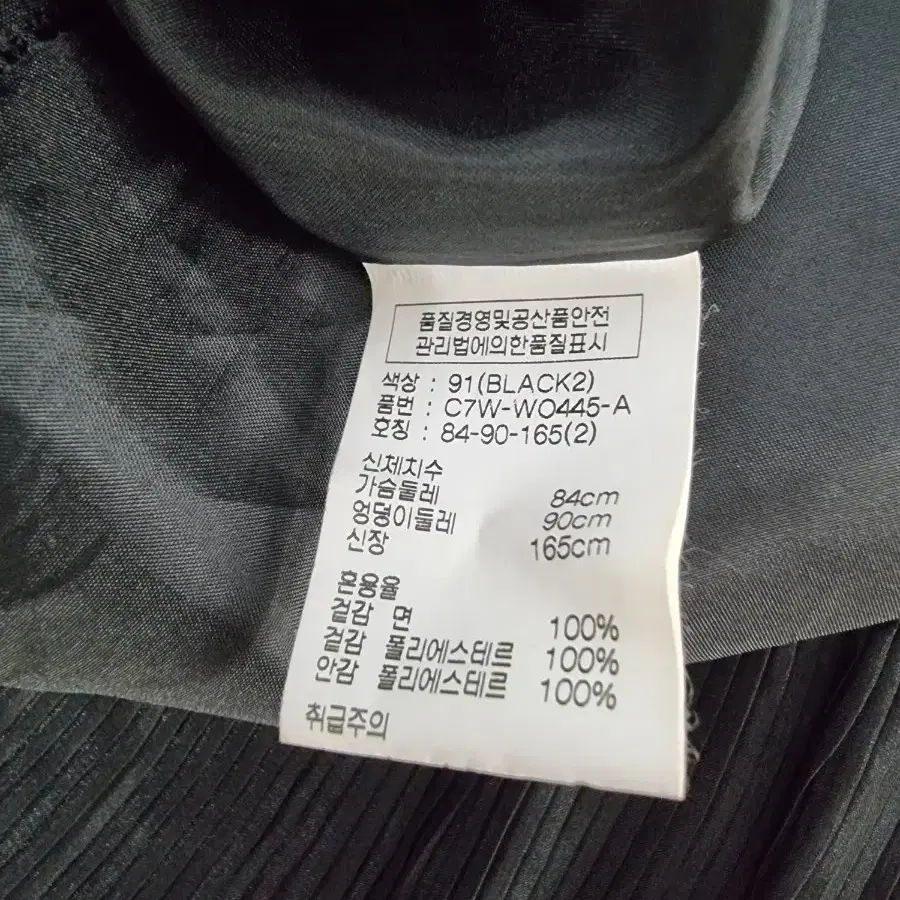 품질경영및공산품안전
관리법에의한품질표시
색상 : 91(BLACK2)
품번 : C7W-WO445-A
호칭 : 84-90-165(2)
신체치수
가슴둘레 84cm
엉덩이둘레 90cm
신장 165cm
혼용율
겉감 면 100%
겉감 폴리에스테르 100%
안감 폴리에스테르 100%
취급주의